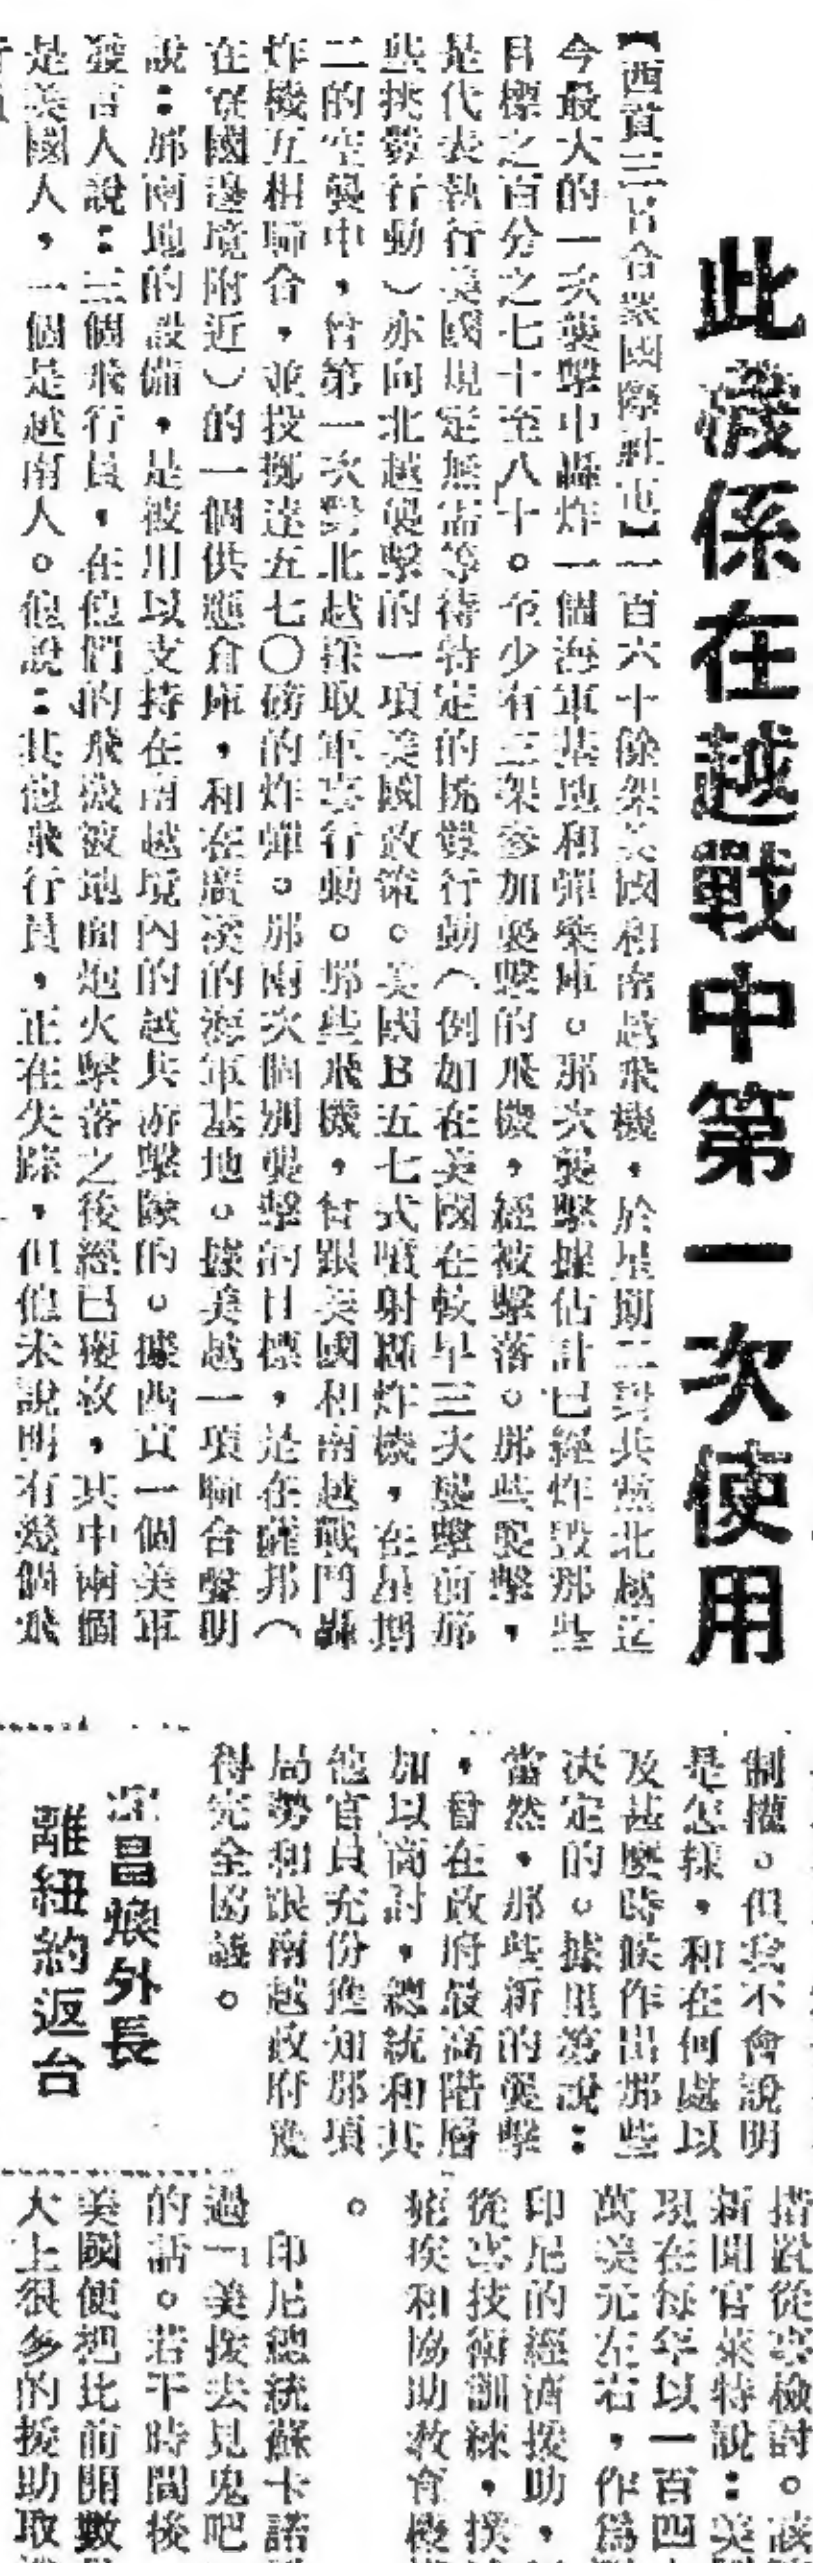 此機係在越戰中第一次使用
【西貢三日合眾國際社電】一百六十餘架美國和南越飛機，於星期二對共黨北越迄
今最大的一次襲擊中轟炸一個海軍基地和彈藥庫。那次襲擊據估計已經炸毀那些
目標之百分之七十至八十。至少有三架參加襲擊的飛機，經被擊落。那些襲擊，
是代表執行美國規定無需等待特定的挑釁行動（例如在美國在較早三次襲擊前那
些挑釁行動）亦向北越襲擊的一項美國政策。美國B五七式噴射轟炸機，在星期
二的空襲中，曾第一次對北越採取軍事行動。那些飛機，曾跟美國和南越戰鬥轟
炸機互相聯合，並投擲達五七〇磅的炸彈。那兩次個別襲擊的目標，是在薩邦（
在寮國邊境附近）的一個供應倉庫，和在廣溪的海軍基地。據美越一項聯合聲明
說：那兩地的設備，是被用以支持在南越境內的越共游擊隊的。據西貢一個美軍
發言人說：三個飛行員，在他們的飛機被地面炮火擊落之後經已獲救，其中兩個
是美國人，一個是越南人。他說：其他飛行員，正在失踪，但他未說明有幾個飛
制權。但我不會說明
是怎樣，和在何處以
及甚麼時候作出那些
決定的。據里第說：
當然，那些新的襲擊
，曾在政府最高階層
加以商討，總統和其
他官員充份進知那項
局勢和跟南越政府獲
得完全協議。
沈昌煥外長
離紐約返台
措置從事檢討。該
新聞官萊特說：美
現在每年以一百四
萬美元左右，作為
印尼的經濟援助，
從事技術訓練，撲
瘧疾和協助教育機
。
印尼總統蘇卡諾
過「美援去見鬼吧
的話。若干時間後
美國便把比前開數
大上很多的援助取